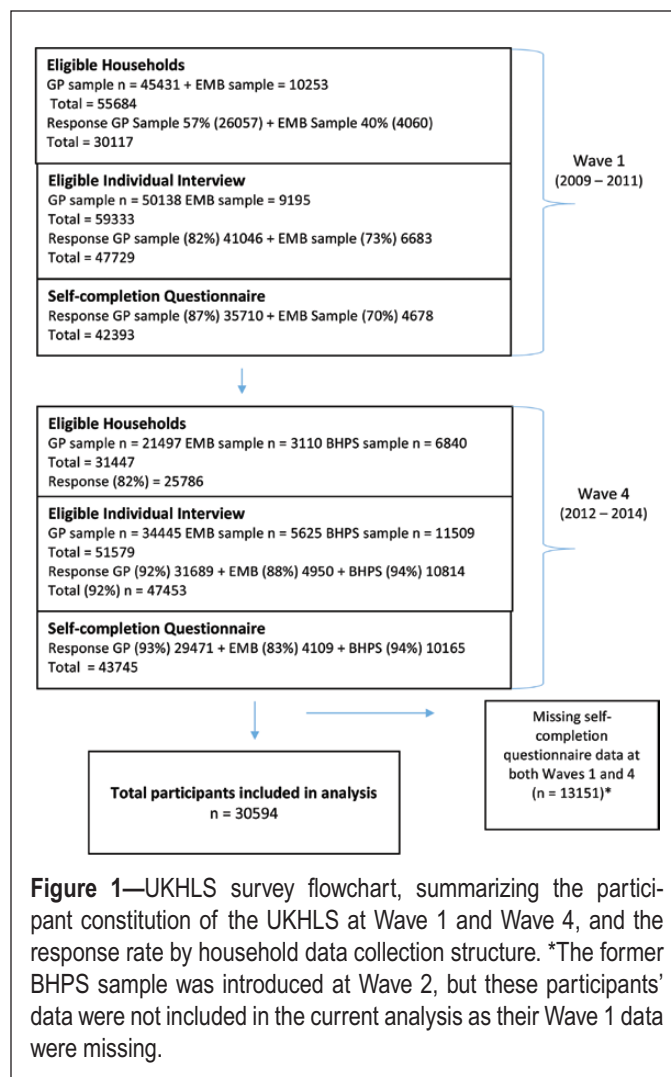 Eligible Households
GP sample n = 45431 + EMB sample = 10253
Total = 55684
Response GP Sample 57% (26057) + EMB Sample 40% (4060)
Total = 30117
Wave 1
(2009 – 2011)
Eligible Individual Interview
GP sample n = 50138 EMB sample = 9195
Total = 59333
Response GP sample (82%) 41046 + EMB sample (73%) 6683
Total = 47729
Self-completion Questionnaire
Response GP sample (87%) 35710 + EMB Sample (70%) 4678
Total = 42393
Eligible Households
GP sample n = 21497 EMB sample n = 3110 BHPS sample n = 6840
Total = 31447
Response (82%) = 25786
Wave 4
(2012 – 2014)
Eligible Individual Interview
GP sample n = 34445 EMB sample n = 5625 BHPS sample n = 11509
Total = 51579
Response GP (92%) 31689 + EMB (88%) 4950 + BHPS (94%) 10814
Total (92%) n = 47453
Self-completion Questionnaire
Response GP (93%) 29471 + EMB (83%) 4109 + BHPS (94%) 10165
Total = 43745
Missing self-
completion
questionnaire data at
both Waves 1 and 4
(n = 13151)*
Total participants included in analysis
n = 30594
Figure 1—UKHLS survey flowchart, summarizing the partici-
pant constitution of the UKHLS at Wave 1 and Wave 4, and the
response rate by household data collection structure. *The former
BHPS sample was introduced at Wave 2, but these participants'
data were not included in the current analysis as their Wave 1 data
were missing.